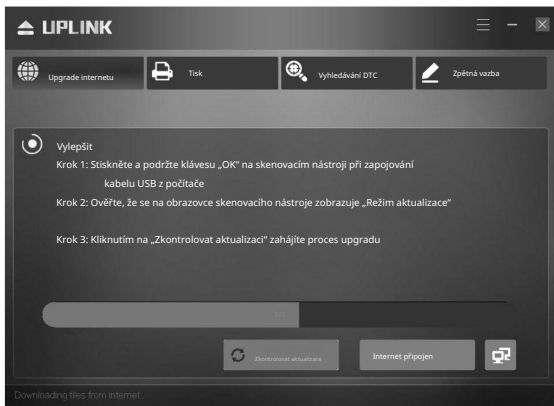 UPLINK
Upgrade internetu
Tisk
Vyhledávání DTC
Zpětná vazba
Vylepšit
Krok 1: Stiskněte a podržte klávesu „OK“ na skenovacím nástroji při zapojování
kabelu USB z počítače
Krok 2: Ověřte, že se na obrazovce skenovacího nástroje zobrazuje „Režim aktualizace“
Krok 3: Kliknutím na „Zkontrolovat aktualizaci“ zahájíte proces upgradu
Zkontrolovat aktualizace
Internet připojen
Downloading files from internet...